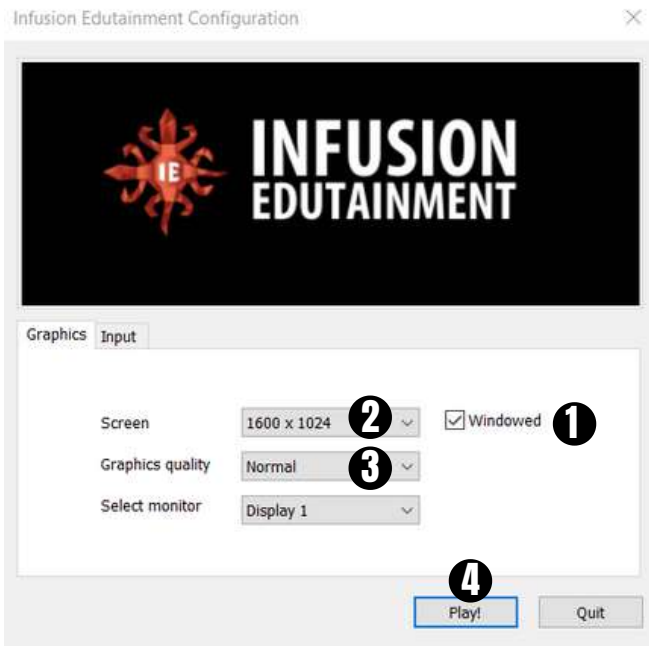 Infusion Edutainment Configuration
IE
INFUSION
EDUTAINMENT
Graphics Input
Screen 1600 x 1024 2 Windowed 1
Graphics quality Normal 3
Select monitor Display 1
4
Play! Quit